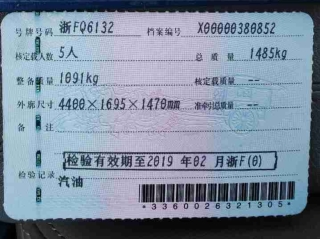 号牌号码 浙FQ6132 档案编号 X00000380852
核定载人数 5人 总质量 1485kg
整备质量 1091kg 核定载质量 --
外廓尺寸 4400×1695×1470mm 准牵引总质量 --
备注
检验有效期至2019 年 02 月浙F(0)
检验记录
汽油
*3360026321305*